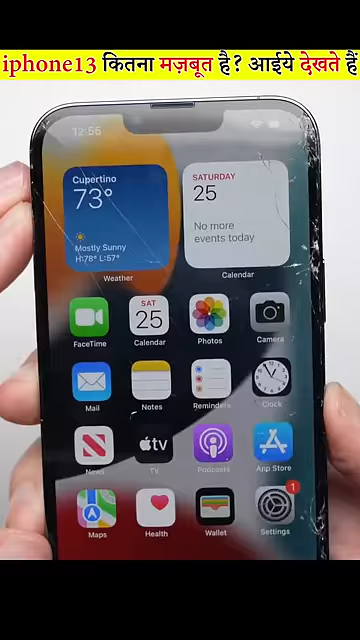 iphone13 कितना मज़बूत है? आईये देखते हैं
12:55
Cupertino
73°
Mostly Sunny
H:78° L:57°
Weather
SATURDAY
25
No more
events today
Calendar
FaceTime
SAT
25
Calendar
Photos
Camera
Mail
Notes
Reminders
Clock
News
tv
TV
Podcasts
App Store
Maps
Health
Wallet
1
Settings